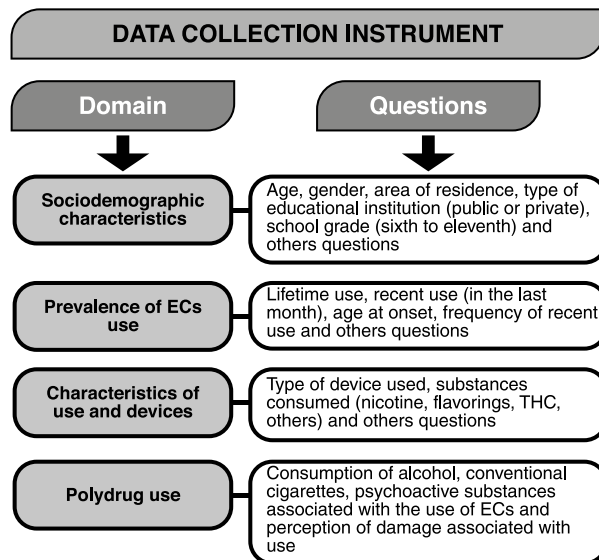 DATA COLLECTION INSTRUMENT
Domain
Questions
Sociodemographic
characteristics
Age, gender, area of residence, type of
educational institution (public or private),
school grade (sixth to eleventh) and
others questions
Prevalence of ECs
use
Lifetime use, recent use (in the last
month), age at onset, frequency of recent
use and others questions
Characteristics of
use and devices
Type of device used, substances
consumed (nicotine, flavorings, THC,
others) and others questions
Polydrug use
Consumption of alcohol, conventional
cigarettes, psychoactive substances
associated with the use of ECs and
perception of damage associated with
use